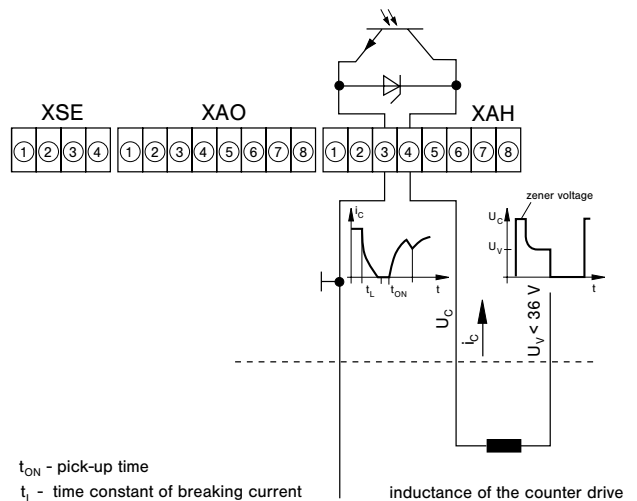 XSE XAO XAH
1 2 3 4 1 2 3 4 5 6 7 8 1 2 3 4 5 6 7 8
zener voltage
i_C
U_C
U_V
t_L t_ON t
t
U_C
i_C
U_V < 36 V
t_ON - pick-up time
t_L - time constant of breaking current
inductance of the counter drive